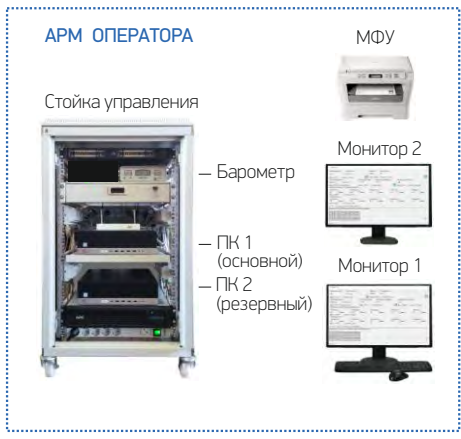 АРМ ОПЕРАТОРА
МФУ
Стойка управления
Барометр
Монитор 2
ПК 1
(основной)
Монитор 1
ПК 2
(резервный)